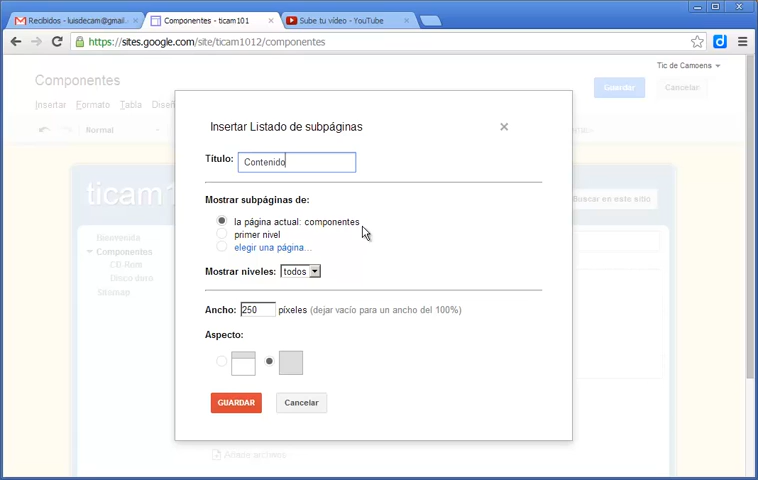 Recibidos - luisdecam@gmail.
Componentes - ticam101
Sube tu vídeo - YouTube
https://sites.google.com/site/ticam1012/componentes
Tic de Camoens
Componentes
Guardar
Cancelar
Insertar Formato Tabla Diseñ
Normal
Insertar Listado de subpáginas
Título: Contenido
ticam1
Buscar en este sitio
Mostrar subpáginas de:
la página actual: componentes
primer nivel
elegir una página...
Bienvenida
Componentes
CD Rom
Disco duro
Sitemap
Mostrar niveles: todos
Ancho: 250 píxeles (dejar vacío para un ancho del 100%)
Aspecto:
GUARDAR Cancelar
Añadir archivos